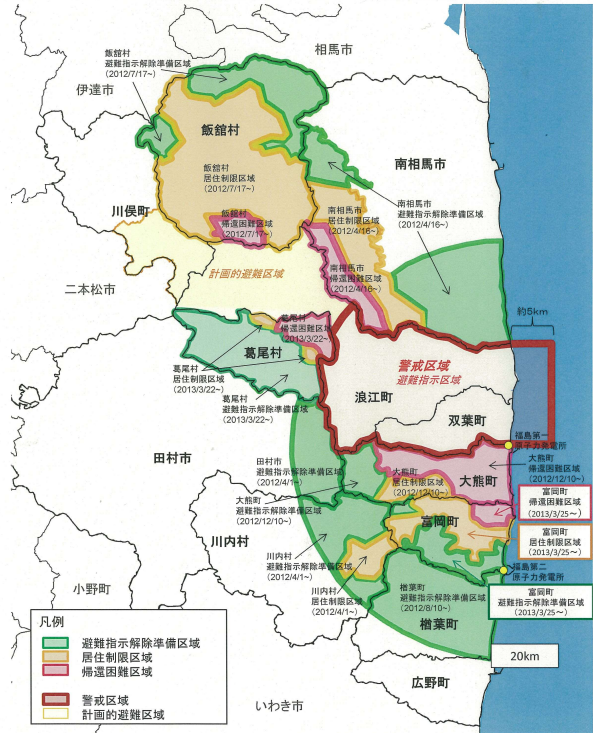 相馬市
飯舘村
避難指示解除準備区域
(2012/7/17~)
伊達市
飯舘村
飯舘村
居住制限区域
(2012/7/17~)
南相馬市
川俣町
飯舘村
帰還困難区域
(2012/7/17~)
南相馬市
居住制限区域
(2012/4/16~)
南相馬市
避難指示解除準備区域
(2012/4/16~)
計画的避難区域
南相馬市
帰還困難区域
(2012/4/16~)
二本松市
約5km
葛尾村
帰還困難区域
(2013/3/22~)
葛尾村
葛尾村
居住制限区域
(2013/3/22~)
警戒区域
避難指示区域
浪江町
葛尾村
避難指示解除準備区域
(2013/3/22~)
双葉町
福島第一
原子力発電所
田村市
田村市
避難指示解除準備区域
(2012/4/1~)
大熊町
居住制限区域
(2012/12/10~)
大熊町
大熊町
帰還困難区域
(2012/12/10~)
大熊町
避難指示解除準備区域
(2012/12/10~)
富岡町
帰還困難区域
(2013/3/25~)
富岡町
富岡町
居住制限区域
(2013/3/25~)
川内村
川内村
避難指示解除準備区域
(2012/4/1~)
福島第二
原子力発電所
小野町
川内村
居住制限区域
(2012/4/1~)
楢葉町
避難指示解除準備区域
(2012/8/10~)
富岡町
避難指示解除準備区域
(2013/3/25~)
楢葉町
20km
広野町
いわき市
凡例
避難指示解除準備区域
居住制限区域
帰還困難区域
警戒区域
計画的避難区域